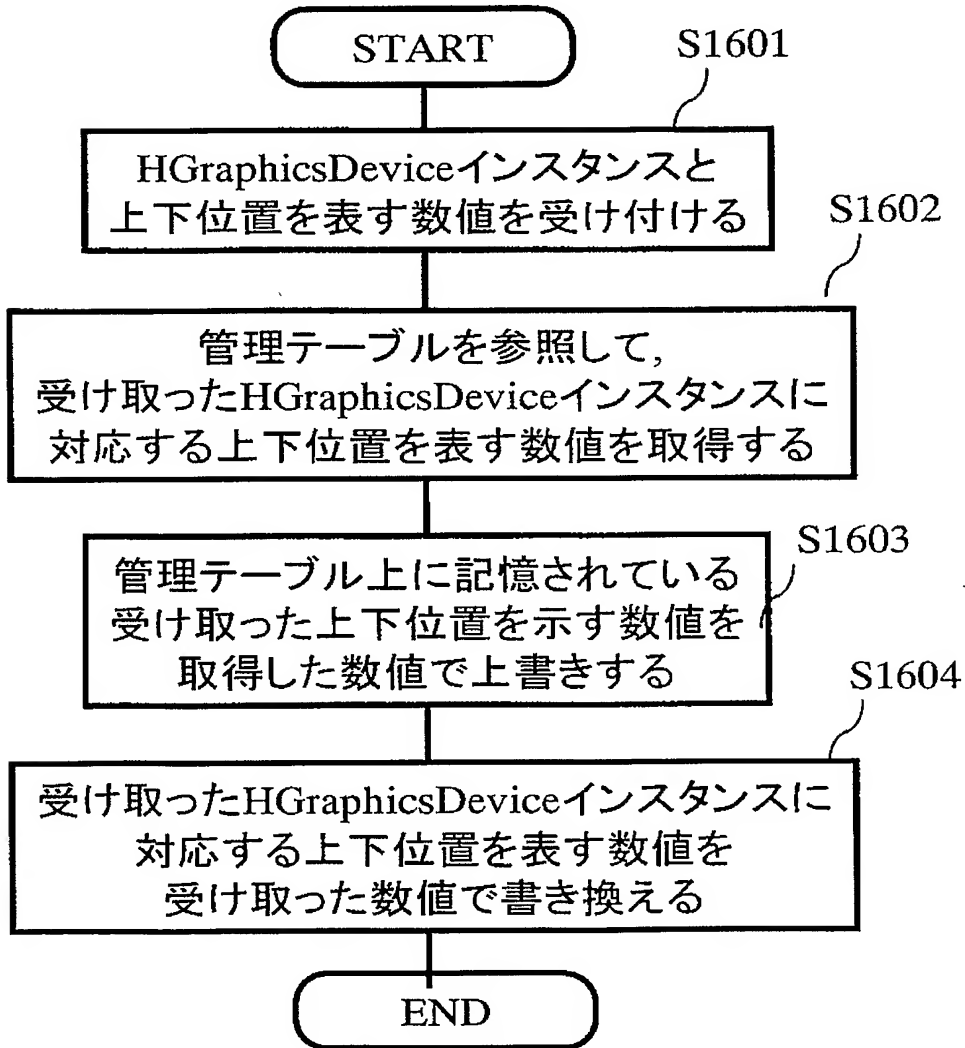 START
S1601
HGraphicsDeviceインスタンスと
上下位置を表す数値を受け付ける
S1602
管理テーブルを参照して,
受け取ったHGraphicsDeviceインスタンスに
対応する上下位置を表す数値を取得する
S1603
管理テーブル上に記憶されている
受け取った上下位置を示す数値を
取得した数値で上書きする
S1604
受け取ったHGraphicsDeviceインスタンスに
対応する上下位置を表す数値を
受け取った数値で書き換える
END